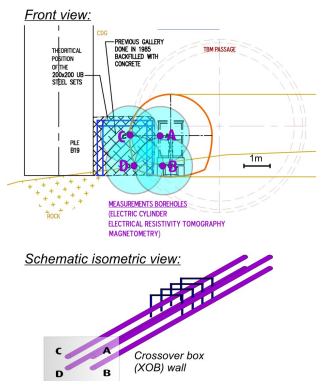 Front view:
CDG
PREVIOUS GALLERY
DONE IN 1985
BACKFILLED WITH
CONCRETE
TBM PASSAGE
THEORITICAL
POSITION
OF THE
200x200 UB
STEEL SETS
C
A
PILE
B19
D
B
1m
ROCK
MEASUREMENTS BOREHOLES
(ELECTRIC CYLINDER
ELECTRICAL RESISTIVITY TOMOGRAPHY
MAGNETOMETRY)
Schematic isometric view:
C A
D B
Crossover box
(XOB) wall